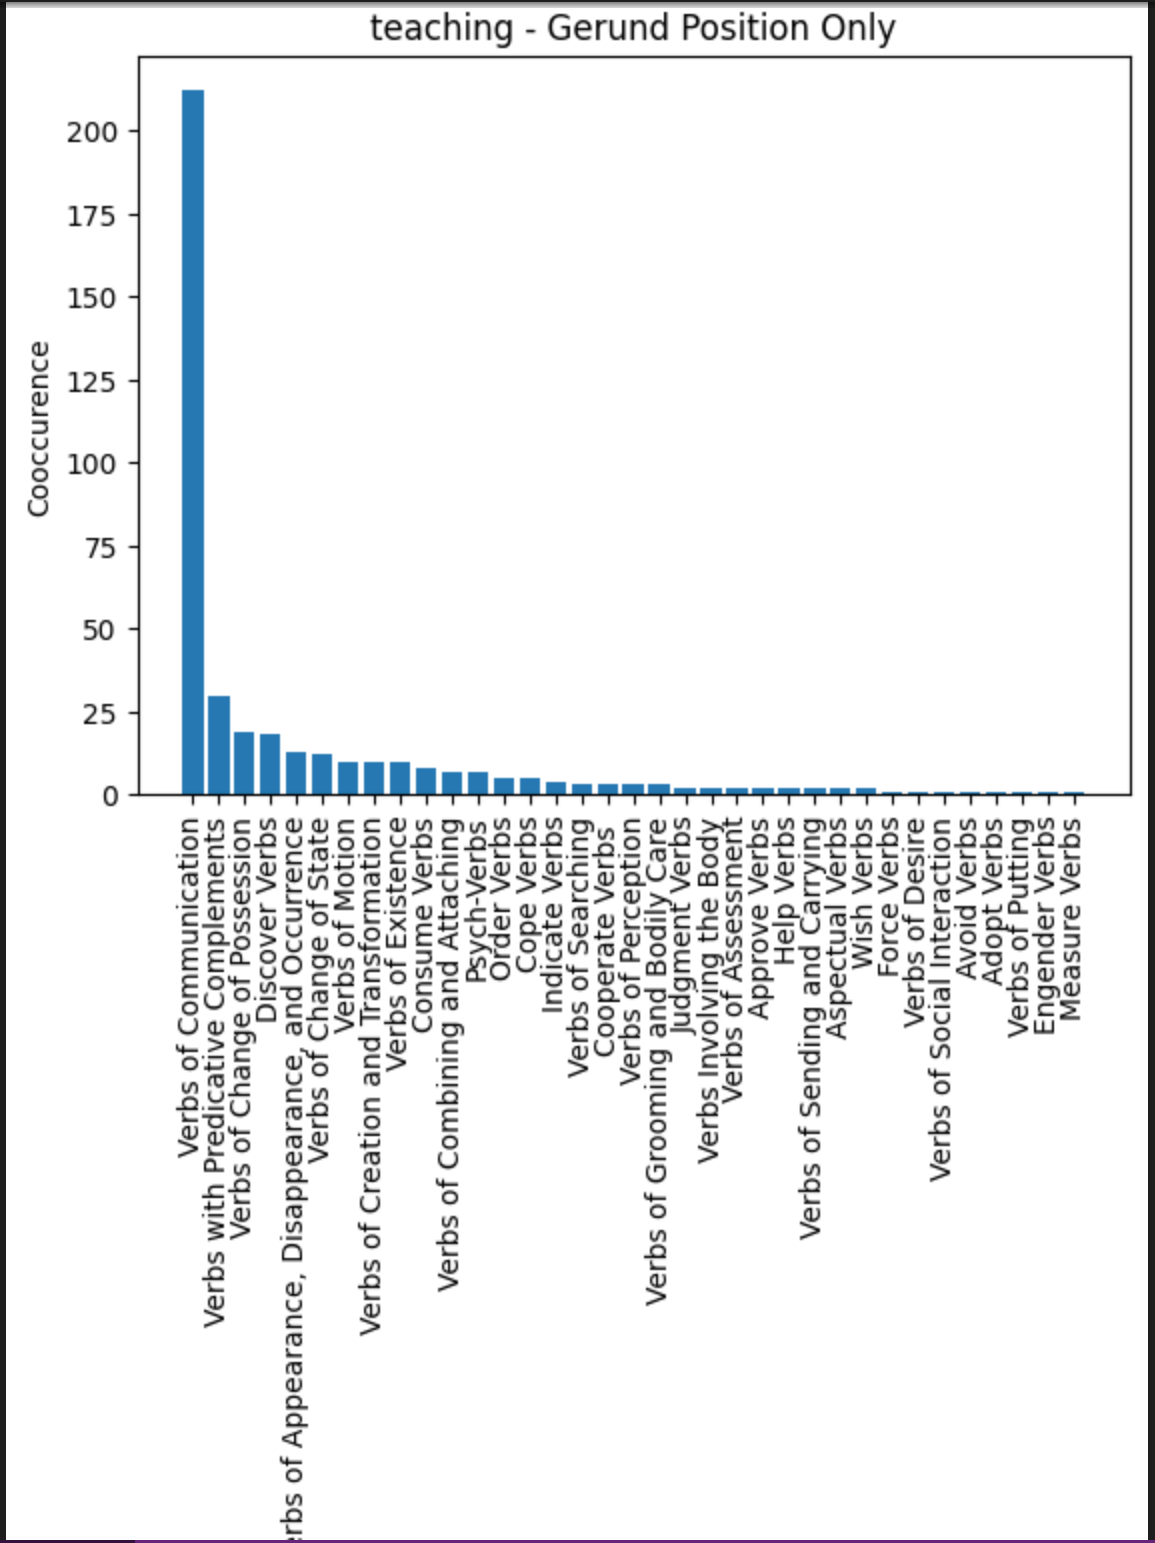 teaching - Gerund Position Only
Cooccurence
200
175
150
125
100
75
50
25
0
Verbs of Communication
Verbs with Predicative Complements
Verbs of Change of Possession
Discover Verbs
erbs of Appearance, Disappearance, and Occurrence
Verbs of Change of State
Verbs of Motion
Verbs of Creation and Transformation
Verbs of Existence
Consume Verbs
Verbs of Combining and Attaching
Psych-Verbs
Order Verbs
Cope Verbs
Indicate Verbs
Verbs of Searching
Cooperate Verbs
Verbs of Perception
Verbs of Grooming and Bodily Care
Judgment Verbs
Verbs Involving the Body
Verbs of Assessment
Approve Verbs
Help Verbs
Verbs of Sending and Carrying
Aspectual Verbs
Wish Verbs
Force Verbs
Verbs of Desire
Verbs of Social Interaction
Avoid Verbs
Adopt Verbs
Verbs of Putting
Engender Verbs
Measure Verbs